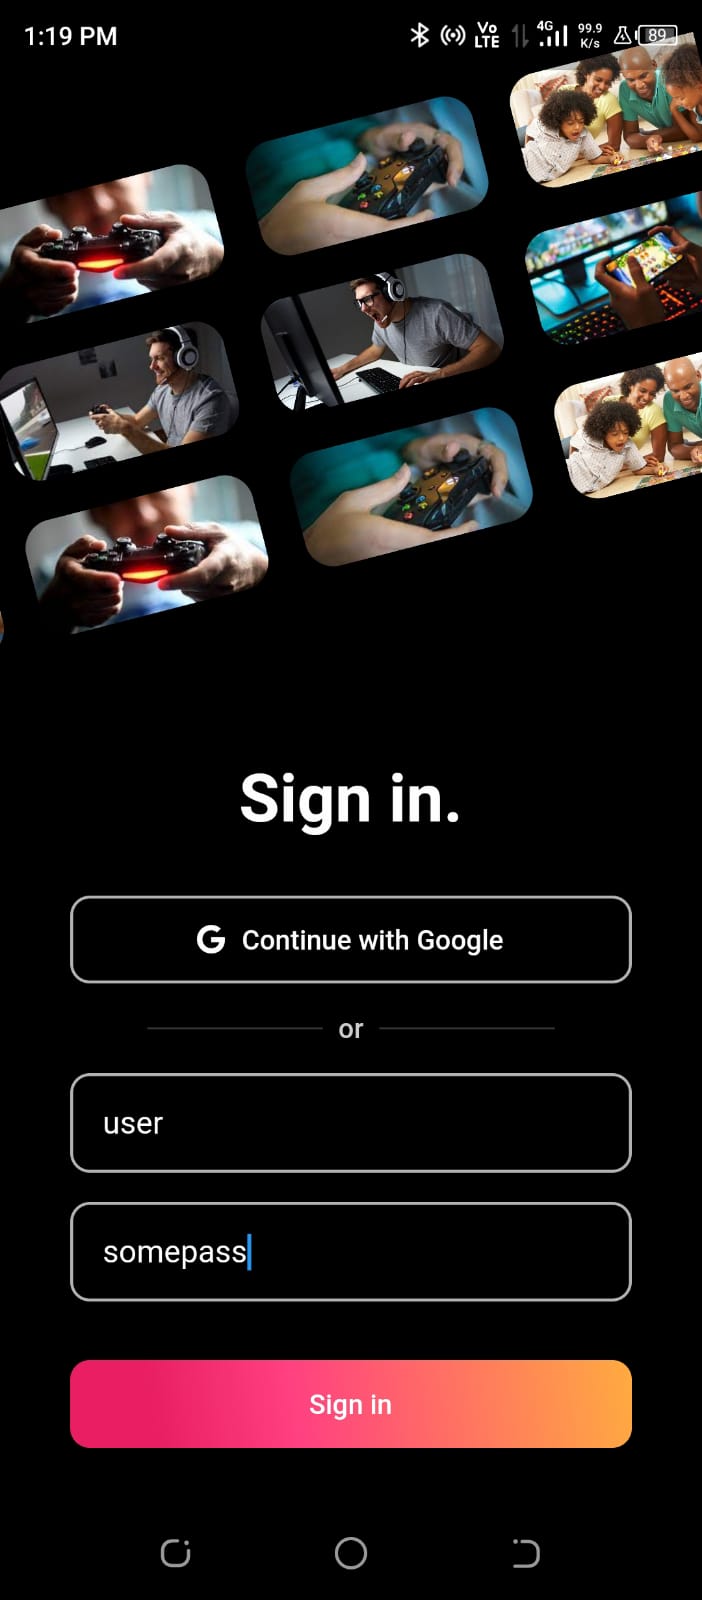 1:19 PM
Vo
LTE
4G
99.9
K/s
89
Sign in.
G Continue with Google
or
user
somepass
Sign in